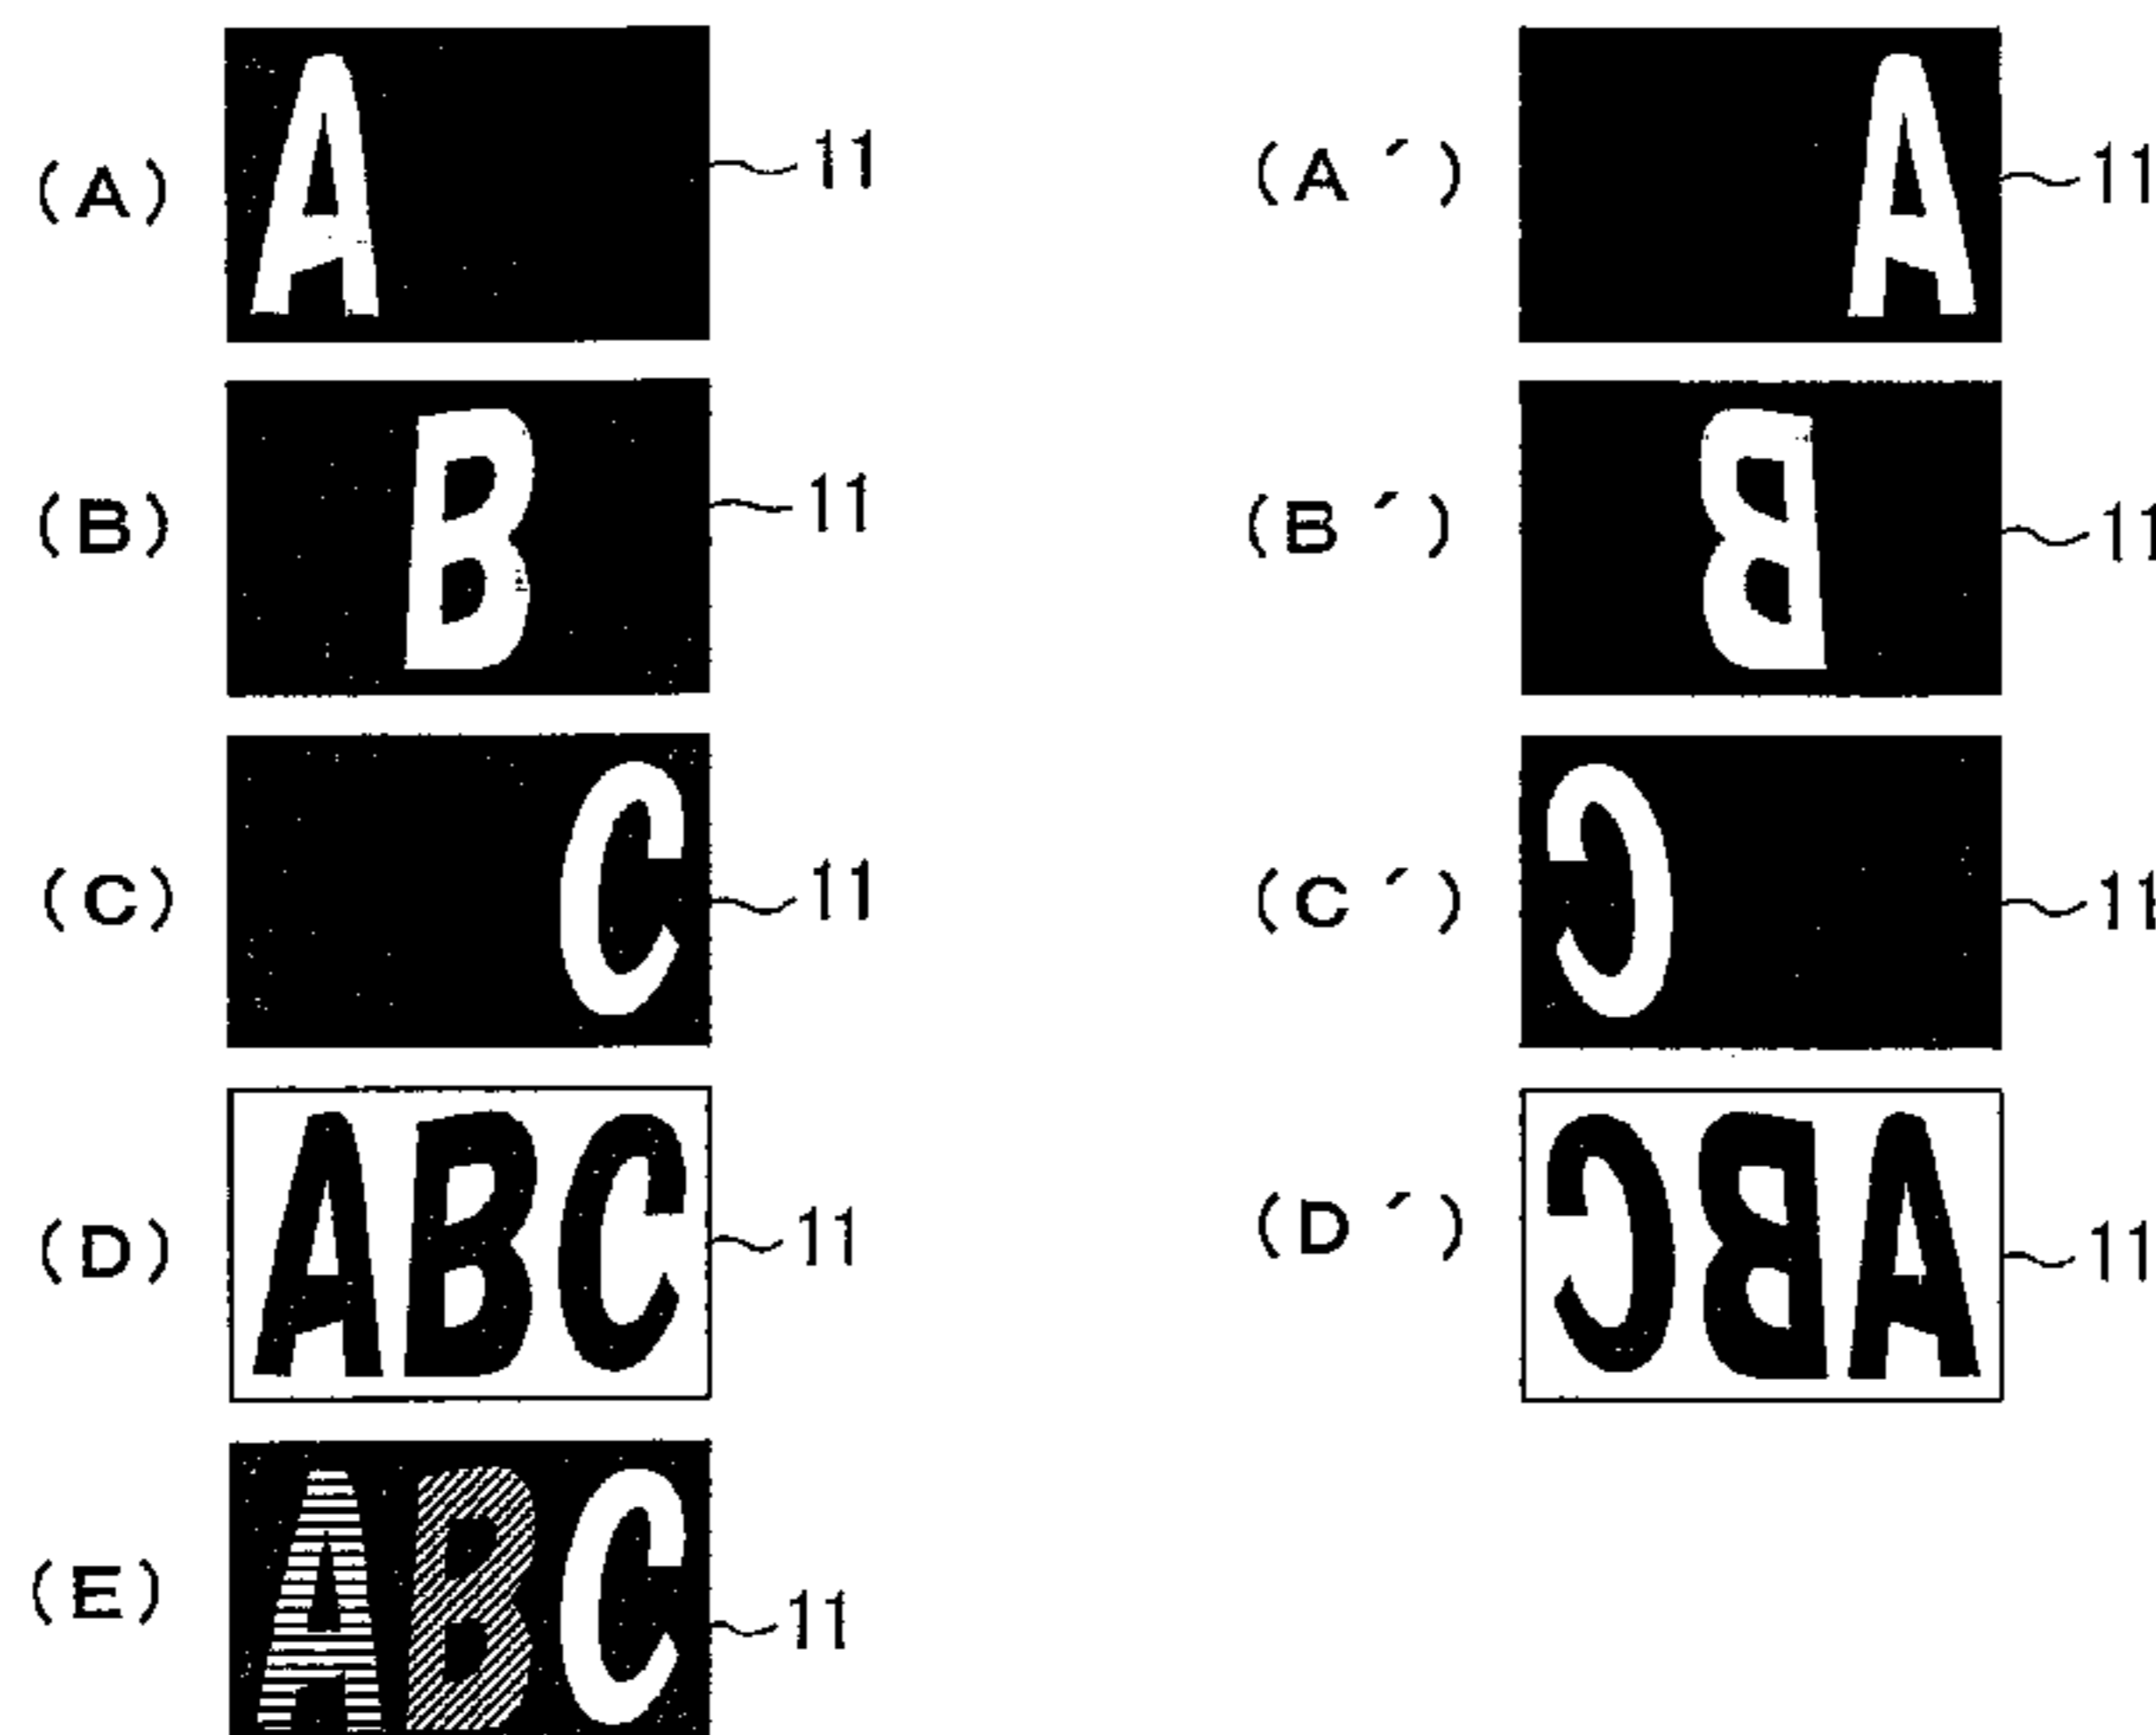 (A) A 11 (A´) A 11
(B) B 11 (B´) B 11
(C) C 11 (C´) C 11
(D) ABC 11 (D´) CBA 11
(E) ABC 11